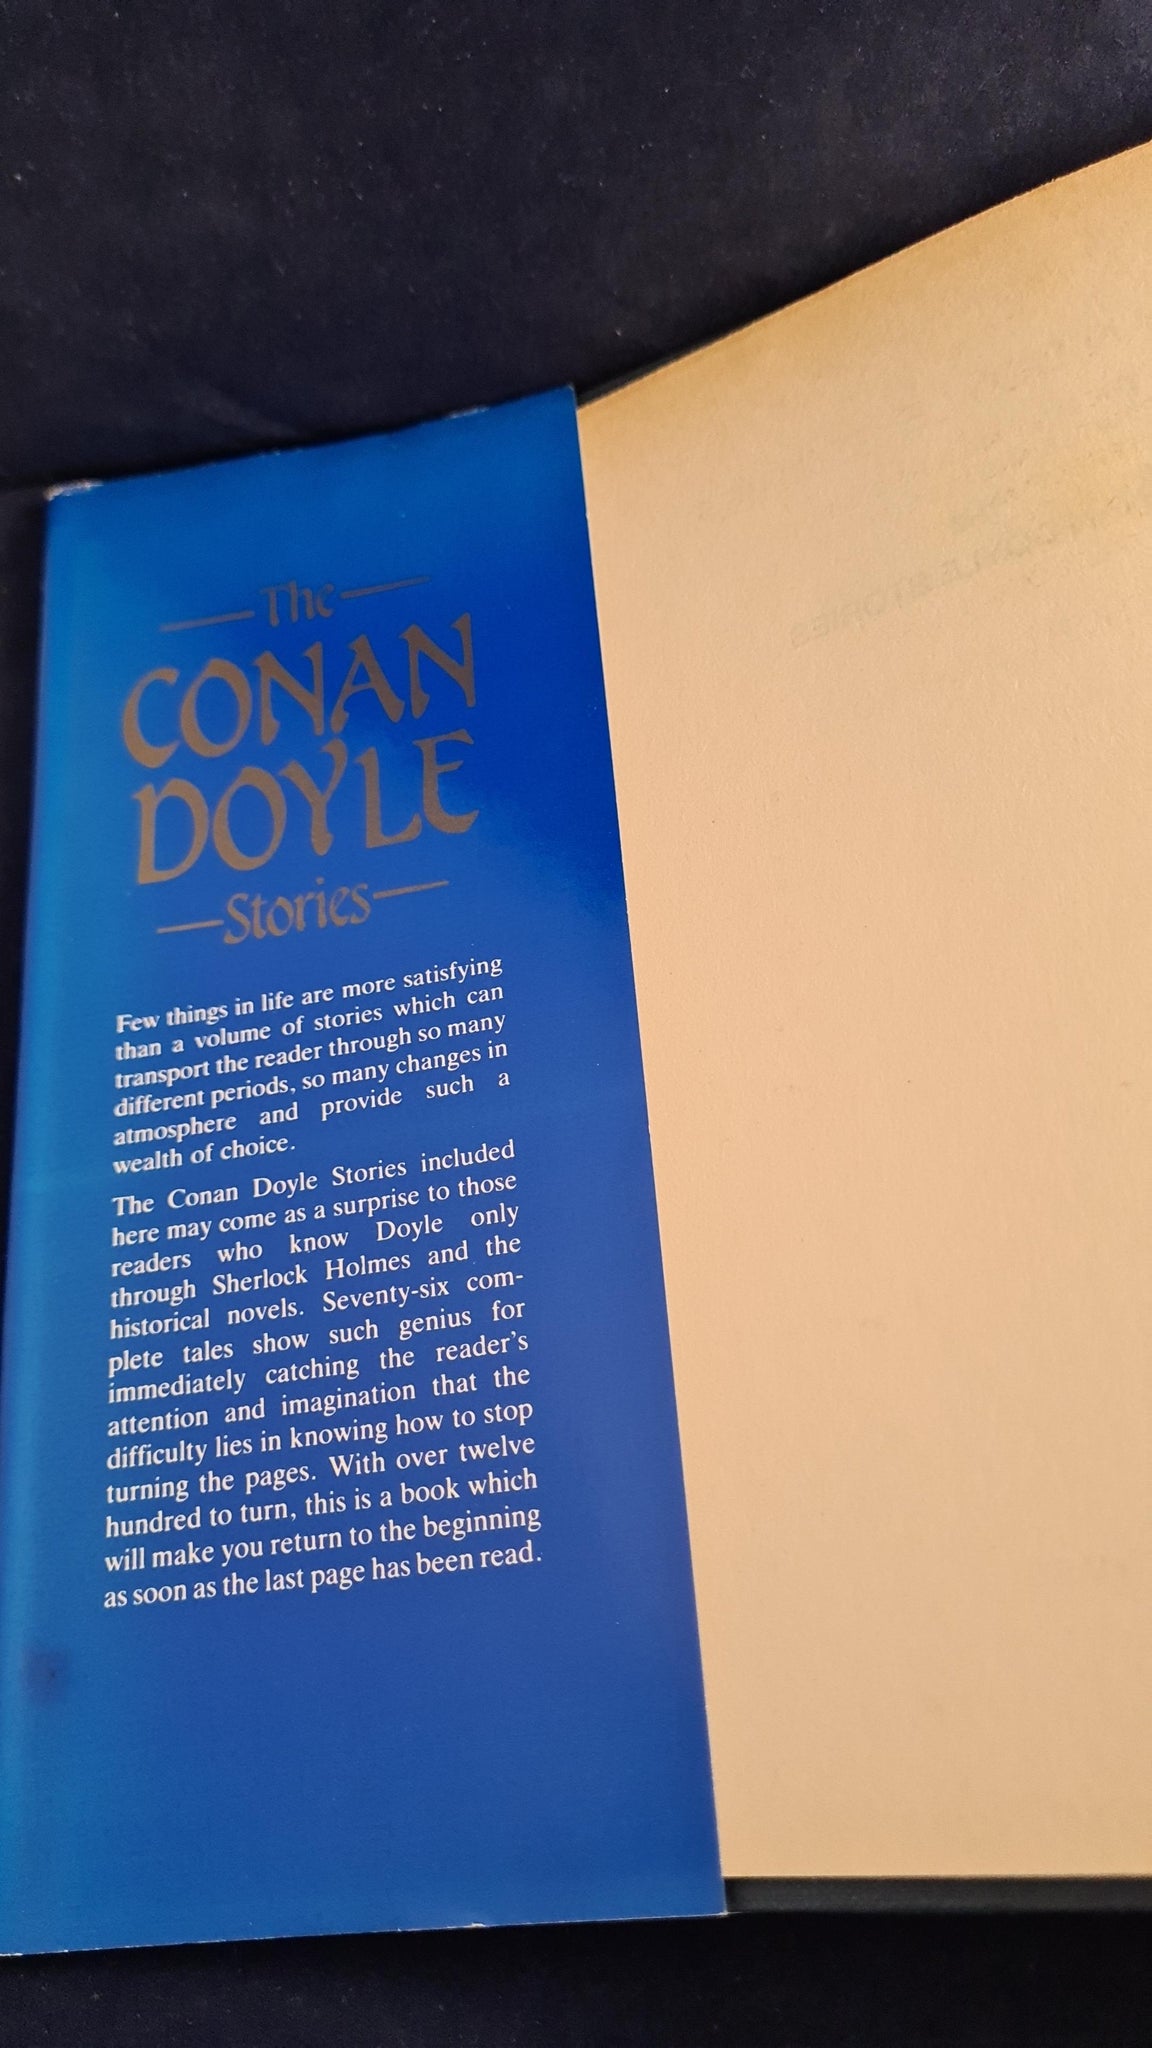 The
CONAN
DOYLE
Stories
Few things in life are more satisfying
than a volume of stories which can
transport the reader through so many
different periods, so many changes in
atmosphere and provide such a
wealth of choice.
The Conan Doyle Stories included
here may come as a surprise to those
readers who know Doyle only
through Sherlock Holmes and the
historical novels. Seventy-six com-
plete tales show such genius for
immediately catching the reader's
attention and imagination that the
difficulty lies in knowing how to stop
turning the pages. With over twelve
hundred to turn, this is a book which
will make you return to the beginning
as soon as the last page has been read.